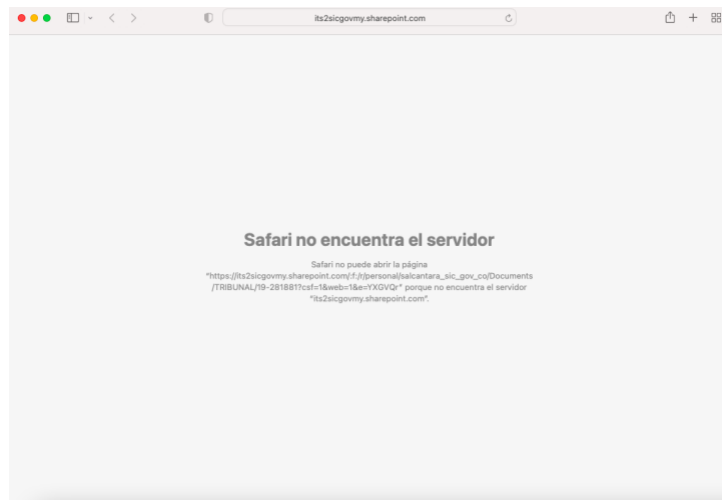 its2sicgovmy.sharepoint.com
Safari no encuentra el servidor
Safari no puede abrir la página
"https://its2sicgovmy.sharepoint.com/:f:/r/personal/salcantara_sic_gov_co/Documents
/TRIBUNAL/19-281881?csf=1&web=1&e=YXGVQr" porque no encuentra el servidor
"its2sicgovmy.sharepoint.com".